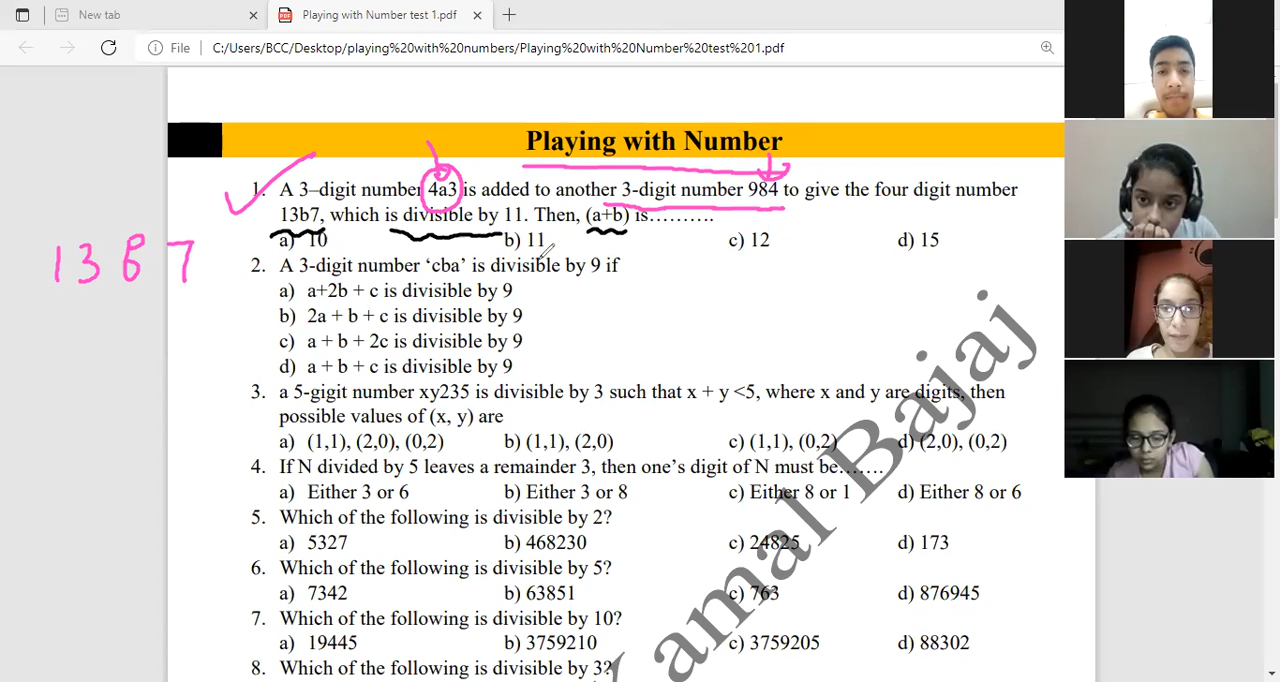 New tab
Playing with Number test 1.pdf
File C:/Users/BCC/Desktop/playing%20with%20numbers/Playing%20with%20Number%20test%201.pdf
Playing with Number
1. A 3–digit number 4a3 is added to another 3-digit number 984 to give the four digit number
13b7, which is divisible by 11. Then, (a+b) is………
a) 10 b) 11 c) 12 d) 15
13B7
2. A 3-digit number ‘cba’ is divisible by 9 if
a) a+2b + c is divisible by 9
b) 2a + b + c is divisible by 9
c) a + b + 2c is divisible by 9
d) a + b + c is divisible by 9
3. a 5-gigit number xy235 is divisible by 3 such that x + y <5, where x and y are digits, then
possible values of (x, y) are
a) (1,1), (2,0), (0,2) b) (1,1), (2,0) c) (1,1), (0,2) d) (2,0), (0,2)
4. If N divided by 5 leaves a remainder 3, then one’s digit of N must be…….
a) Either 3 or 6 b) Either 3 or 8 c) Either 8 or 1 d) Either 8 or 6
5. Which of the following is divisible by 2?
a) 5327 b) 468230 c) 24825 d) 173
6. Which of the following is divisible by 5?
a) 7342 b) 63851 c) 763 d) 876945
7. Which of the following is divisible by 10?
a) 19445 b) 3759210 c) 3759205 d) 88302
8. Which of the following is divisible by 3?
Kamal Bajaj